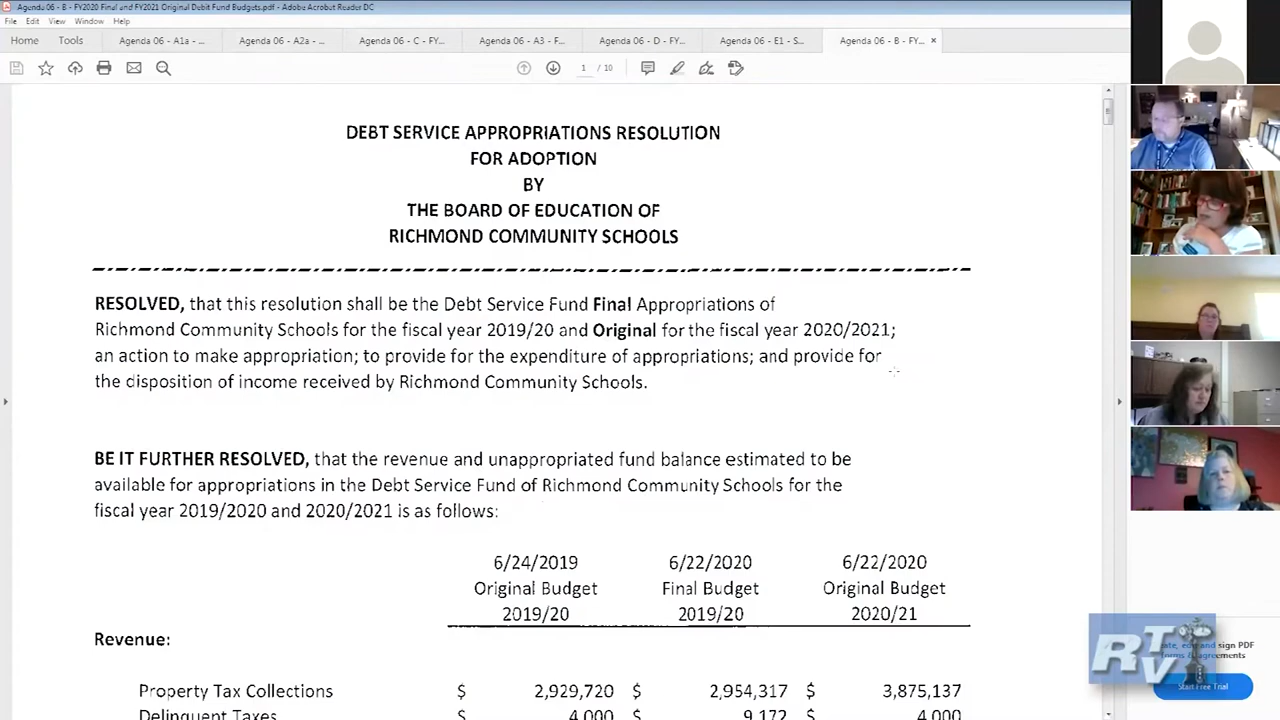 Agenda 06 - B - FY2020 Final and FY2021 Original Debit Fund Budgets.pdf - Adobe Acrobat Reader DC
File Edit View Window Help
Home Tools Agenda 06 - A1a - ... Agenda 06 - A2a - ... Agenda 06 - C - FY... Agenda 06 - A3 - F... Agenda 06 - D - FY... Agenda 06 - E1 - S... Agenda 06 - B - FY... ×
1 / 10
DEBT SERVICE APPROPRIATIONS RESOLUTION
FOR ADOPTION
BY
THE BOARD OF EDUCATION OF
RICHMOND COMMUNITY SCHOOLS
RESOLVED, that this resolution shall be the Debt Service Fund Final Appropriations of
Richmond Community Schools for the fiscal year 2019/20 and Original for the fiscal year 2020/2021;
an action to make appropriation; to provide for the expenditure of appropriations; and provide for
the disposition of income received by Richmond Community Schools.
BE IT FURTHER RESOLVED, that the revenue and unappropriated fund balance estimated to be
available for appropriations in the Debt Service Fund of Richmond Community Schools for the
fiscal year 2019/2020 and 2020/2021 is as follows:
6/24/2019 6/22/2020 6/22/2020
Original Budget Final Budget Original Budget
2019/20 2019/20 2020/21
Revenue:
Property Tax Collections $ 2,929,720 $ 2,954,317 $ 3,875,137
Delinquent Taxes $ 4,000 $ 9,172 $ 4,000
RTV
edit and sign PDF
forms & agreements
Start Free Trial